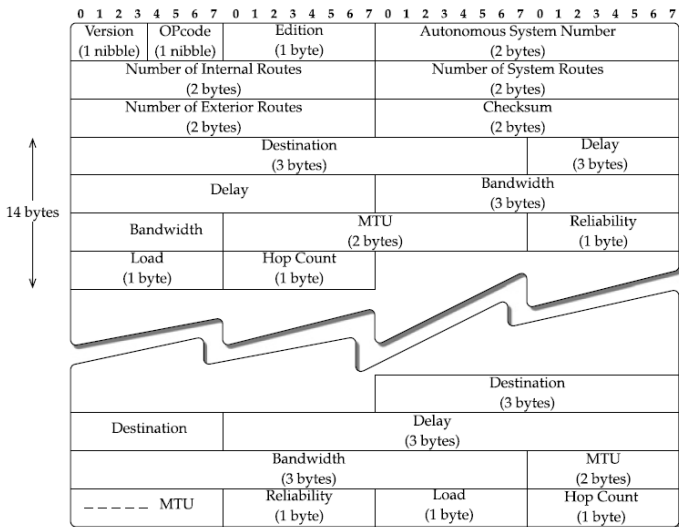 0 1 2 3 4 5 6 7 0 1 2 3 4 5 6 7 0 1 2 3 4 5 6 7 0 1 2 3 4 5 6 7
Version OPcode Edition Autonomous System Number
(1 nibble) (1 nibble) (1 byte) (2 bytes)
Number of Internal Routes Number of System Routes
(2 bytes) (2 bytes)
Number of Exterior Routes Checksum
(2 bytes) (2 bytes)
Destination Delay
(3 bytes) (3 bytes)
Delay Bandwidth
(3 bytes)
14 bytes
Bandwidth MTU Reliability
(2 bytes) (1 byte)
Load Hop Count
(1 byte) (1 byte)
Destination
(3 bytes)
Destination Delay
(3 bytes)
Bandwidth MTU
(3 bytes) (2 bytes)
MTU Reliability Load Hop Count
(1 byte) (1 byte) (1 byte)